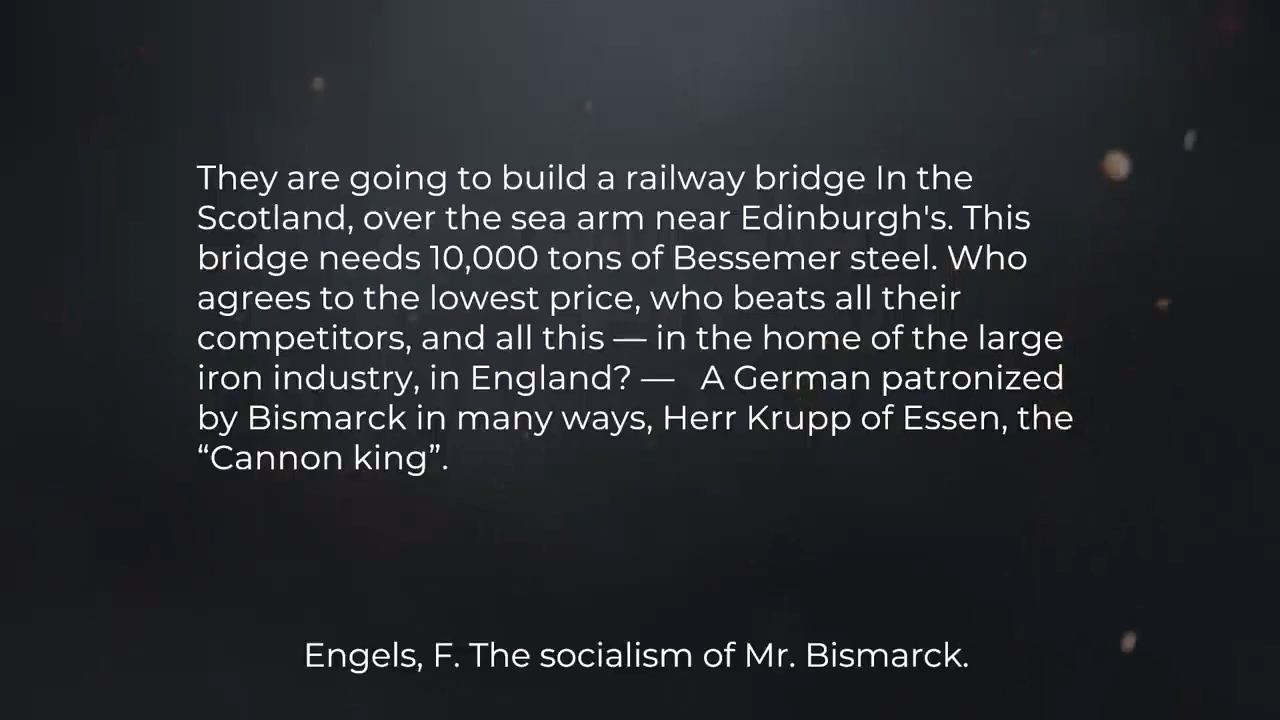 They are going to build a railway bridge In the
Scotland, over the sea arm near Edinburgh's. This
bridge needs 10,000 tons of Bessemer steel. Who
agrees to the lowest price, who beats all their
competitors, and all this — in the home of the large
iron industry, in England? — A German patronized
by Bismarck in many ways, Herr Krupp of Essen, the
“Cannon king”.
Engels, F. The socialism of Mr. Bismarck.